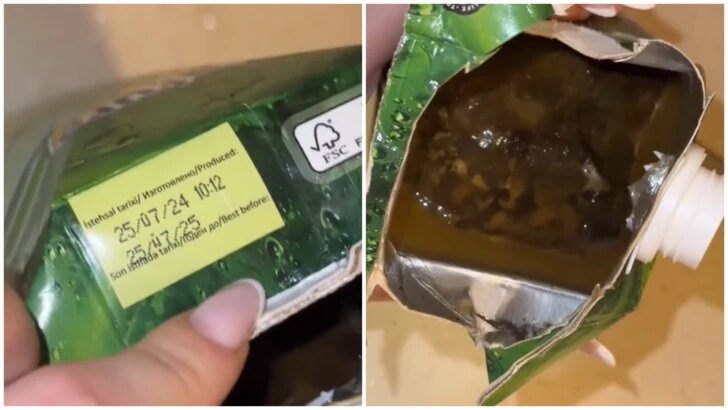 İstehsal tarixi/ Изготовлено/Produced:
25/07/24 10:12
25/07/25
Son istifadə tarixi/Годен до/Best before:
FSC